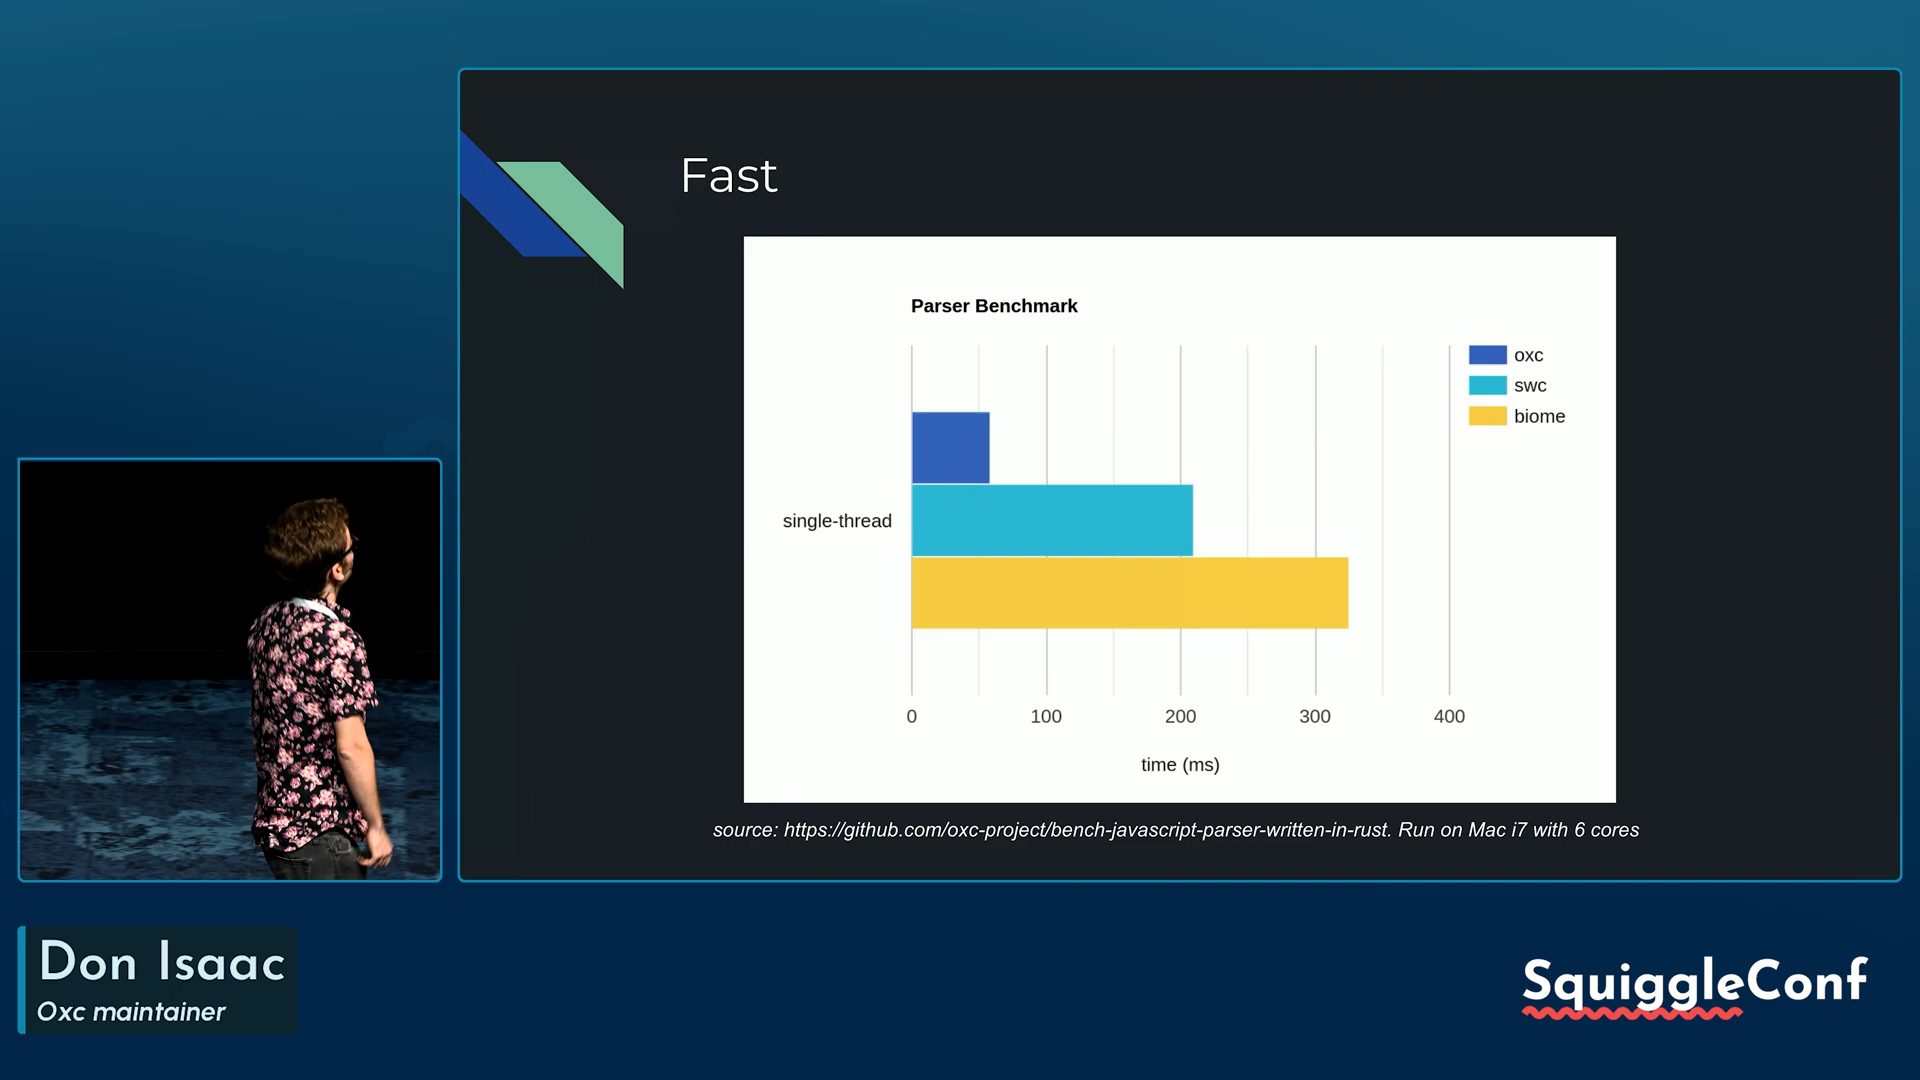 Fast
Parser Benchmark
oxc
swc
biome
single-thread
0 100 200 300 400
time (ms)
source: https://github.com/oxc-project/bench-javascript-parser-written-in-rust. Run on Mac i7 with 6 cores
Don Isaac
Oxc maintainer
SquiggleConf